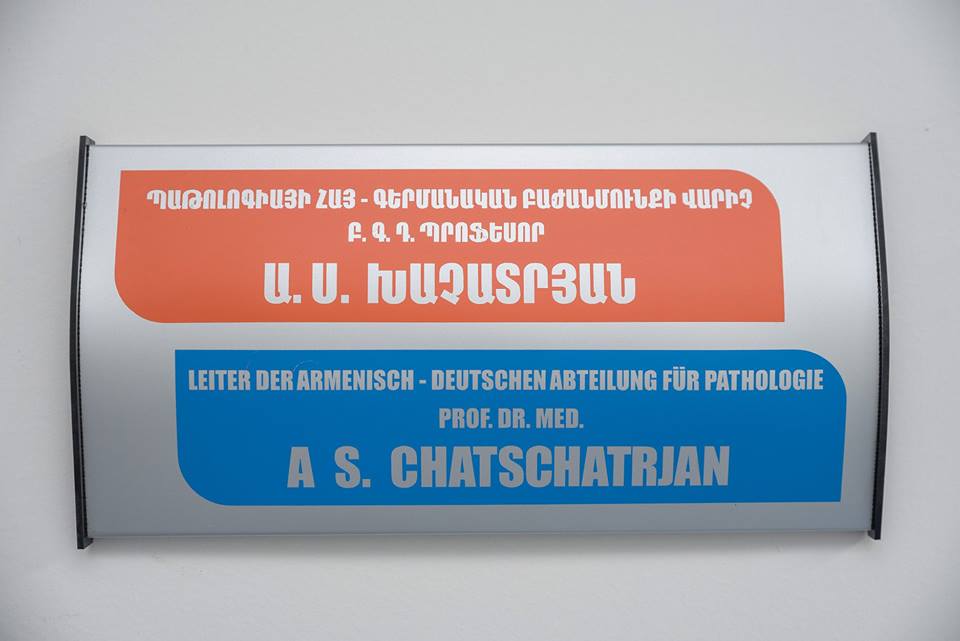 ՊԱԹՈԼՈԳԻԱՅԻ ՀԱՅ - ԳԵՐՄԱՆԱԿԱՆ ԲԱԺԱՆՄՈՒՆՔԻ ՎԱՐԻՉ
Բ. Գ. Դ. ՊՐՈՖԵՍՈՐ
Ա. Ս. ԽԱՉԱՏՐՅԱՆ
LEITER DER ARMENISCH - DEUTSCHEN ABTEILUNG FÜR PATHOLOGIE
PROF. DR. MED.
A S. CHATSCHATRJAN